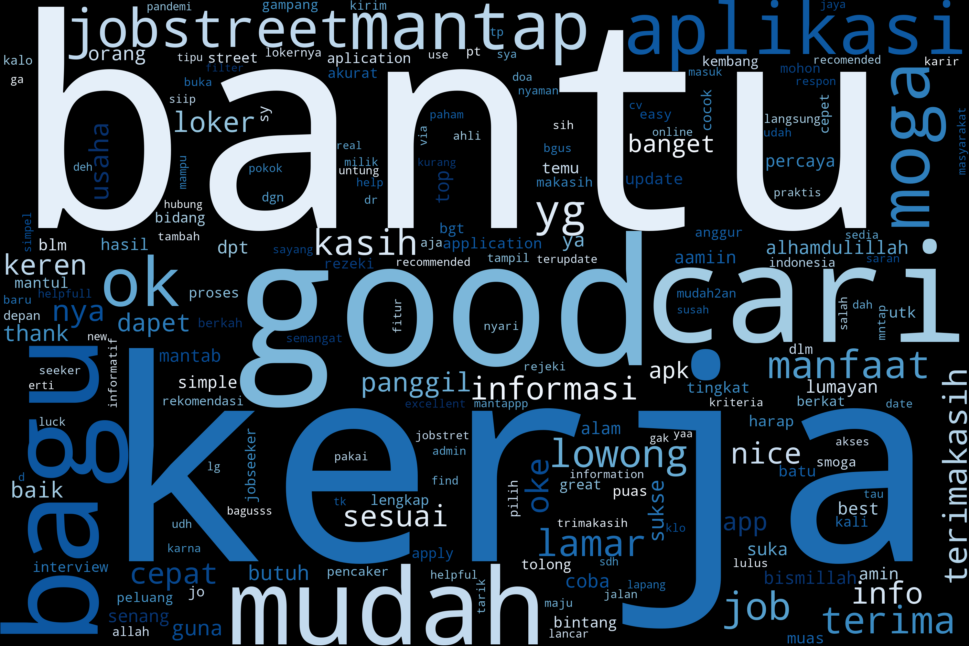 pandemi gampang kirim tp jaya
jobstreet mantap aplikasi
kalo orang tipu street lokernya aplication use pt sya kembang recomended karir
ga filter akurat masuk mohon
buka doa nyaman respon
siip loker sy bantu cv easy cocok langsung cepet moga masyarakat
usaha paham ahli sih online udah
real via banget
deh mampu pokok milik untung kurang top bgus temu percaya
help makasih update
hubung dgn dr yg praktis
bidang
simpel tambah bgt
blm hasil dpt kasih aja application ya anggur sedia
sayang tampil terupdate alhamdulillah saran
keren rezeki recommended aamiin indonesia
mantul ok good cari
baru helpfull proses mudah2an
depan nya berkah fitur nyari susah salah dah mntap utk
thank dapet semangat
new
bagu informatif mantab rejeki dlm manfaat
seeker simple panggil informasi apk tingkat lumayan
erti rekomendasi excellent mantappp kriteria berkat date
luck kerja alam harap
jobseeker jobstret gak yaa akses terimakasih
pakai admin lowong nice
lg information batu smoga
d find oke great puas sukse suka tau
baik tk lengkap pilih best
bagusss sesuai trimakasih klo app kali
udh
karna apply lamar lulus
interview cepat butuh pencaker helpful tolong sdh bismillah amin
coba lapang info
peluang jo mudah tarik maju jalan job
senang bintang terima
allah guna lancar muas